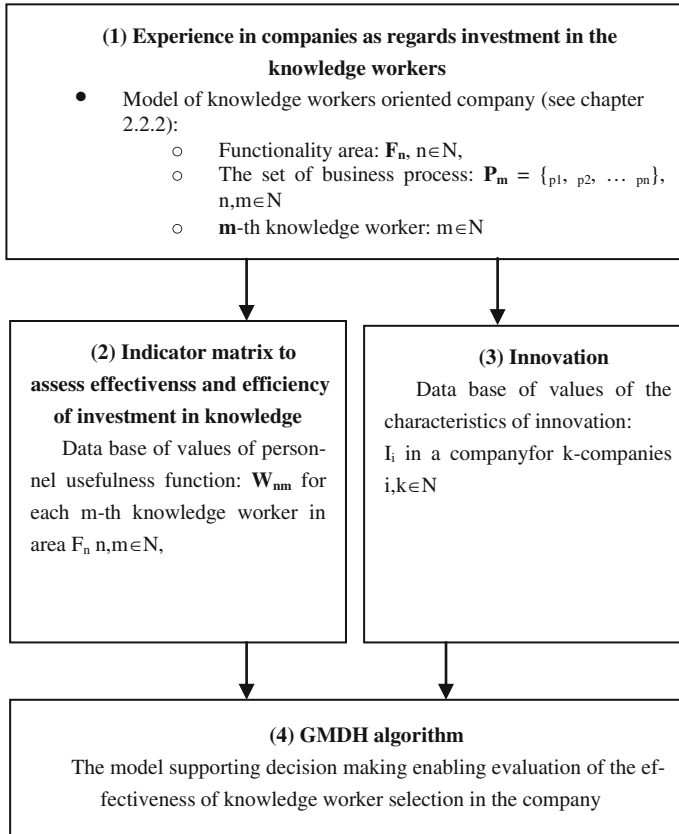 (1) Experience in companies as regards investment in the
knowledge workers
● Model of knowledge workers oriented company (see chapter
2.2.2):
○ Functionality area: Fn, n∈N,
○ The set of business process: Pm = {p1, p2, … pn},
n,m∈N
○ m-th knowledge worker: m∈N
(2) Indicator matrix to
assess effectivenss and efficiency
of investment in knowledge
Data base of values of person-
nel usefulness function: Wnm for
each m-th knowledge worker in
area Fn n,m∈N,
(3) Innovation
Data base of values of the
characteristics of innovation:
Ii in a companyfor k-companies
i,k∈N
(4) GMDH algorithm
The model supporting decision making enabling evaluation of the ef-
fectiveness of knowledge worker selection in the company